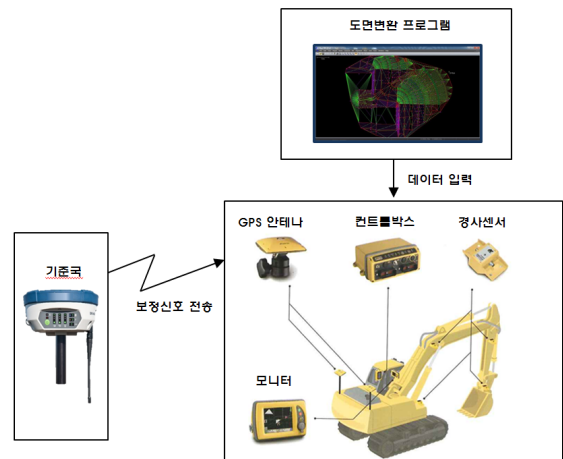 도면변환 프로그램
데이터 입력
GPS 안테나
컨트롤박스
경사센서
기준국
보정신호 전송
모니터